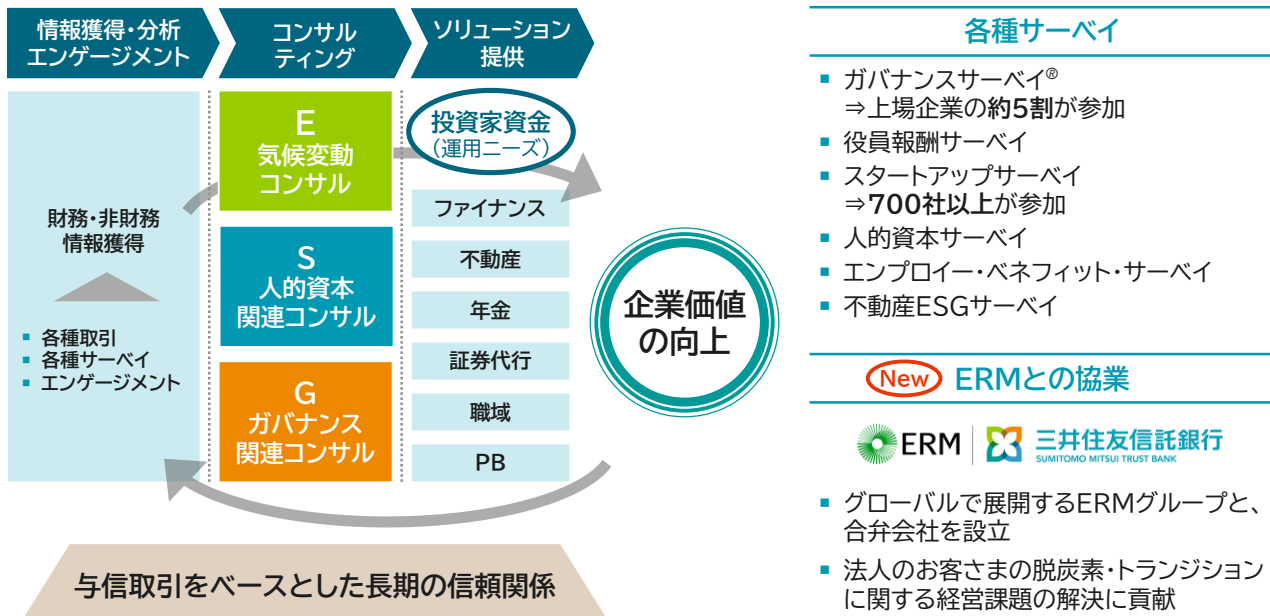 情報獲得・分析
エンゲージメント
コンサル
ティング
ソリューション
提供
財務・非財務
情報獲得
▪ 各種取引
▪ 各種サーベイ
▪ エンゲージメント
E
気候変動
コンサル
S
人的資本
関連コンサル
G
ガバナンス
関連コンサル
投資家資金
（運用ニーズ）
ファイナンス
不動産
年金
証券代行
職域
PB
企業価値
の向上
与信取引をベースとした長期の信頼関係
各種サーベイ
▪ ガバナンスサーベイ®
⇒上場企業の約5割が参加
▪ 役員報酬サーベイ
▪ スタートアップサーベイ
⇒700社以上が参加
▪ 人的資本サーベイ
▪ エンプロイー・ベネフィット・サーベイ
▪ 不動産ESGサーベイ
New ERMとの協業
ERM 三井住友信託銀行
SUMITOMO MITSUI TRUST BANK
▪ グローバルで展開するERMグループと、
合弁会社を設立
▪ 法人のお客さまの脱炭素・トランジション
に関する経営課題の解決に貢献